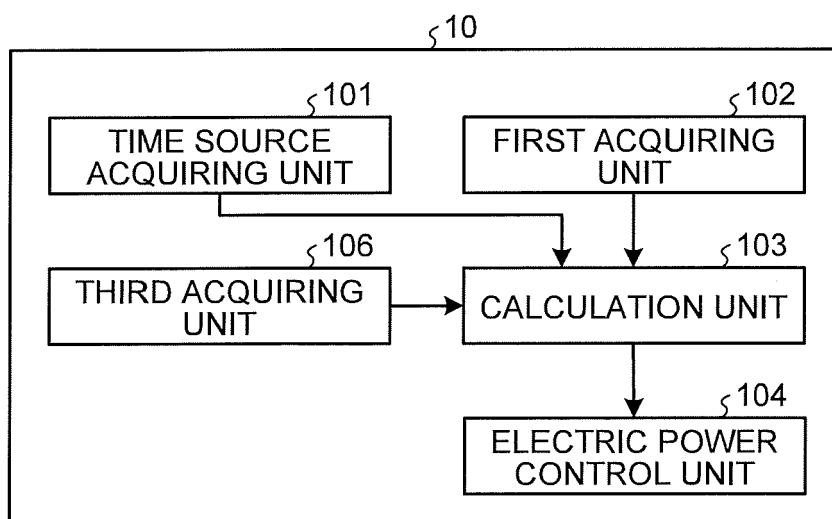 10
101
TIME SOURCE
ACQUIRING UNIT
102
FIRST ACQUIRING
UNIT
106
THIRD ACQUIRING
UNIT
103
CALCULATION UNIT
104
ELECTRIC POWER
CONTROL UNIT